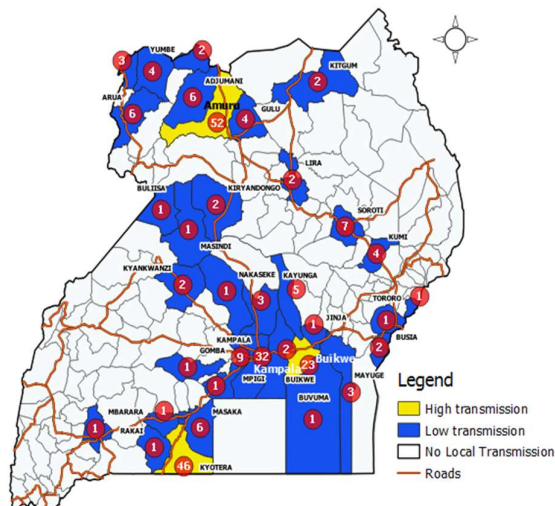 YUMBE
2
3
4
KITGUM
2
ADJUMANI
ARUA
6
Amuru
GULU
6
52
4
LIRA
2
BULIISA
KIRYANDONGO
1
2
SOROTI
7
1
KUMI
MASINDI
4
KYANKWANZI
NAKASEKE
KAYUNGA
2
1
3
5
TORORO
1
JINJA
1
1
KAMPALA
BUSIA
GOMBA
9
32
2
Buikwe
2
Kampala
23
1
MPIGI
BUIKWE
MAYUGE
1
BUVUMA
3
MBARARA
1
MASAKA
1
RAKAI
6
1
1
46
KYOTERA
Legend
High transmission
Low transmission
No Local Transmission
Roads